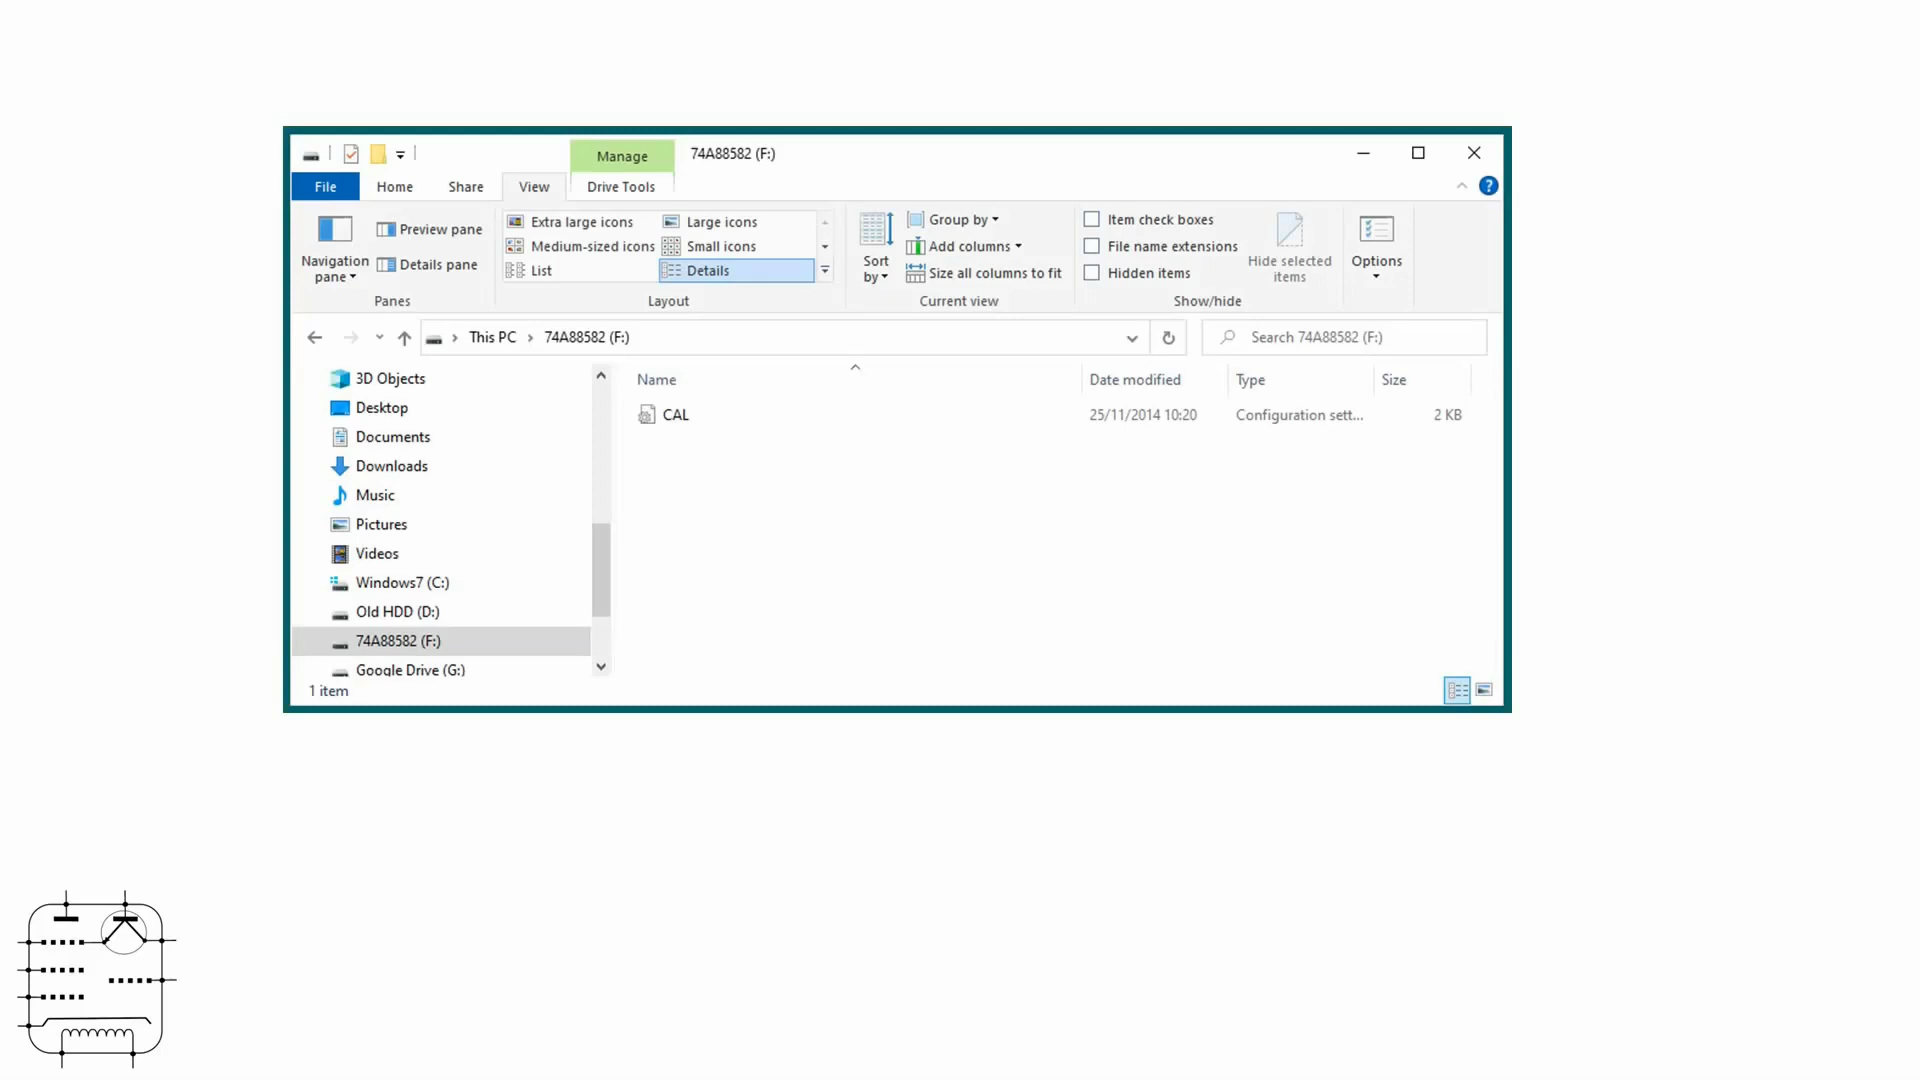 Manage
74A88582 (F:)
File
Home
Share
View
Drive Tools
?
Navigation pane
Preview pane
Details pane
Panes
Extra large icons
Large icons
Medium-sized icons
Small icons
List
Details
Layout
Sort by
Group by
Add columns
Size all columns to fit
Current view
Item check boxes
File name extensions
Hidden items
Hide selected items
Show/hide
Options
This PC > 74A88582 (F:)
Search 74A88582 (F:)
3D Objects
Desktop
Documents
Downloads
Music
Pictures
Videos
Windows7 (C:)
Old HDD (D:)
74A88582 (F:)
Google Drive (G:)
Name
Date modified
Type
Size
CAL
25/11/2014 10:20
Configuration sett...
2 KB
1 item